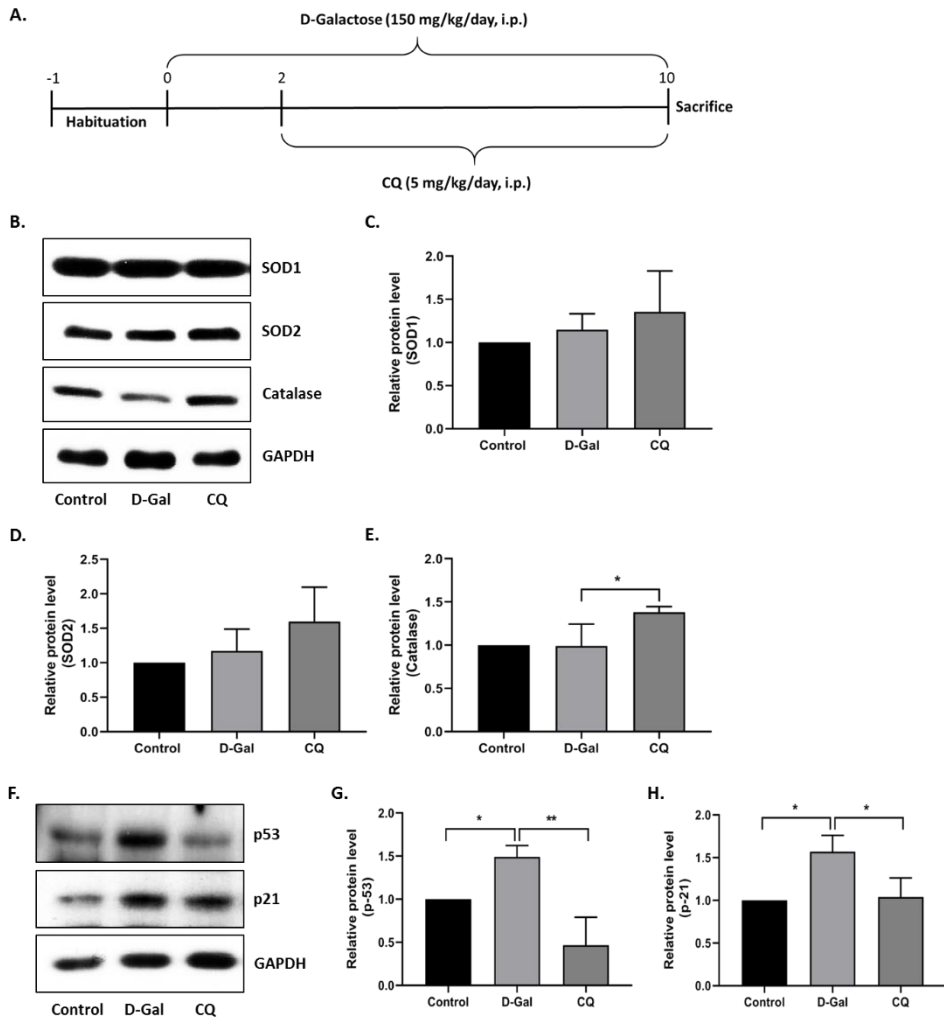 A.
D-Galactose (150 mg/kg/day, i.p.)
-1 0 2 10
Habituation
Sacrifice
CQ (5 mg/kg/day, i.p.)
B.
SOD1
SOD2
Catalase
GAPDH
Control D-Gal CQ
C.
Relative protein level
(SOD1)
2.0
1.5
1.0
0.5
0.0
Control D-Gal CQ
D.
Relative protein level
(SOD2)
2.5
2.0
1.5
1.0
0.5
0.0
Control D-Gal CQ
E.
Relative protein level
(Catalase)
2.0
1.5
1.0
0.5
0.0
*
Control D-Gal CQ
F.
p53
p21
GAPDH
Control D-Gal CQ
G.
Relative protein level
(p-53)
2.0
1.5
1.0
0.5
0.0
* **
Control D-Gal CQ
H.
Relative protein level
(p-21)
2.0
1.5
1.0
0.5
0.0
* *
Control D-Gal CQ